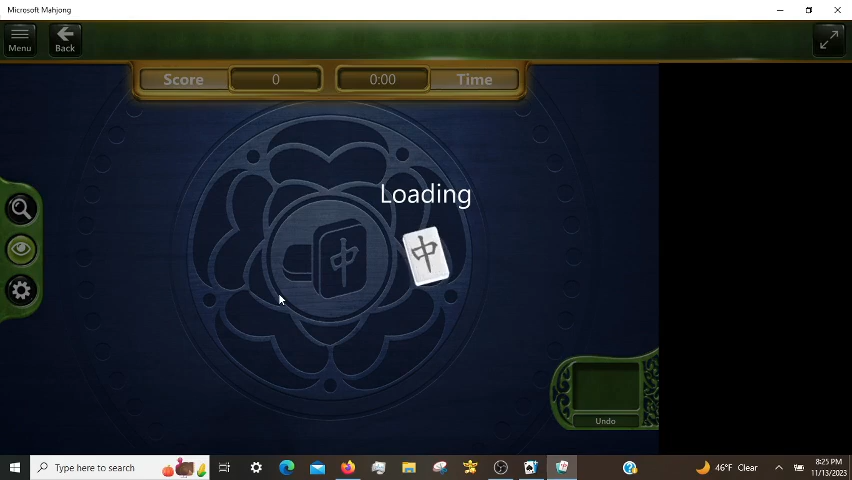 Microsoft Mahjong
Menu
Back
Score 0 0:00 Time
Loading
中
中
Undo
Type here to search
46°F Clear
8:25 PM
11/13/2023